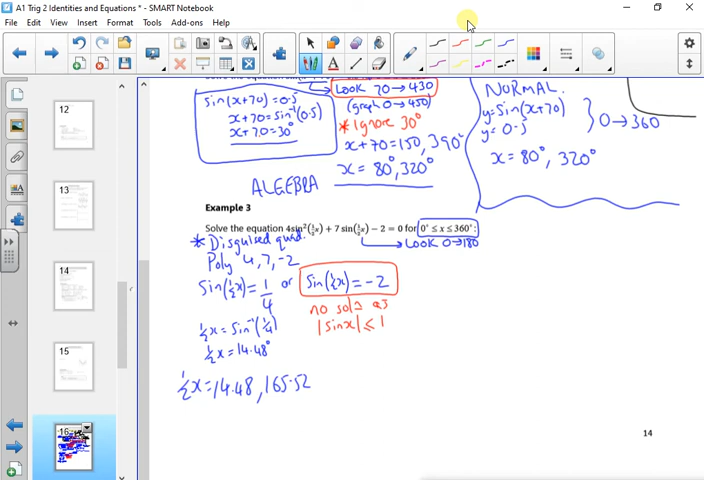 A1 Trig 2 Identities and Equations * - SMART Notebook
File Edit View Insert Format Tools Add-ons Help
12
13
14
15
16
Look 70→430
(graph 0→450)
sin(x+70)=0.5
x+70=sin⁻¹(0.5)
x+70=30°
* Ignore 30°
x+70=150, 390°
x = 80°, 320°
ALGEBRA
NORMAL.
y=sin(x+70)
y=0.5
0→360
x=80°, 320°
Example 3
Solve the equation 4sin²(½x) + 7 sin(½x) − 2 = 0 for 0° ≤ x ≤ 360°:
Look 0→180
* Disguised quad.
Poly 4, 7, -2
Sin(½x)=1/4 or Sin(½x)=-2
no sol^n as
|sinx| ≤ 1
½x=Sin⁻¹(¼)
½x=14.48°
½x=14.48, 165.52
14